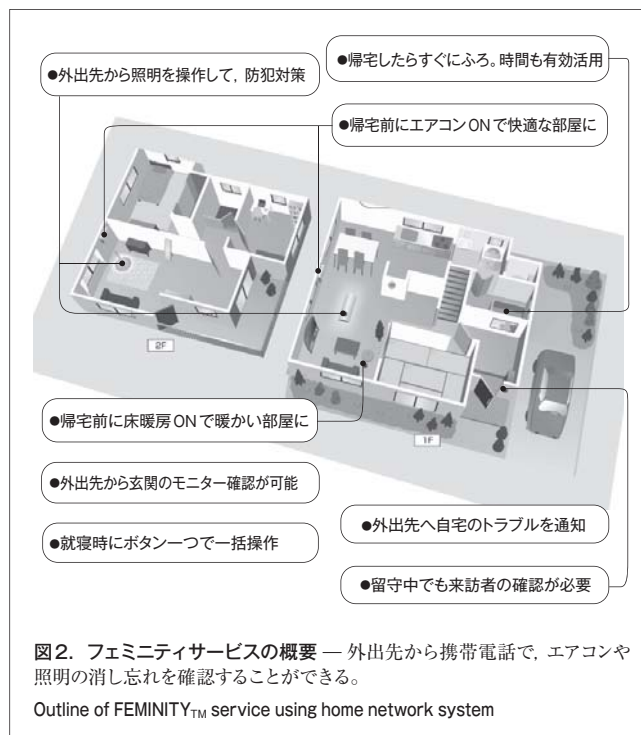 ●外出先から照明を操作して，防犯対策
●帰宅したらすぐにふろ。時間も有効活用
●帰宅前にエアコンONで快適な部屋に
2F
●帰宅前に床暖房ONで暖かい部屋に
1F
●外出先から玄関のモニター確認が可能
●就寝時にボタン一つで一括操作
●外出先へ自宅のトラブルを通知
●留守中でも来訪者の確認が必要
図2．フェミニティサービスの概要 — 外出先から携帯電話で，エアコンや
照明の消し忘れを確認することができる。
Outline of FEMINITY™ service using home network system